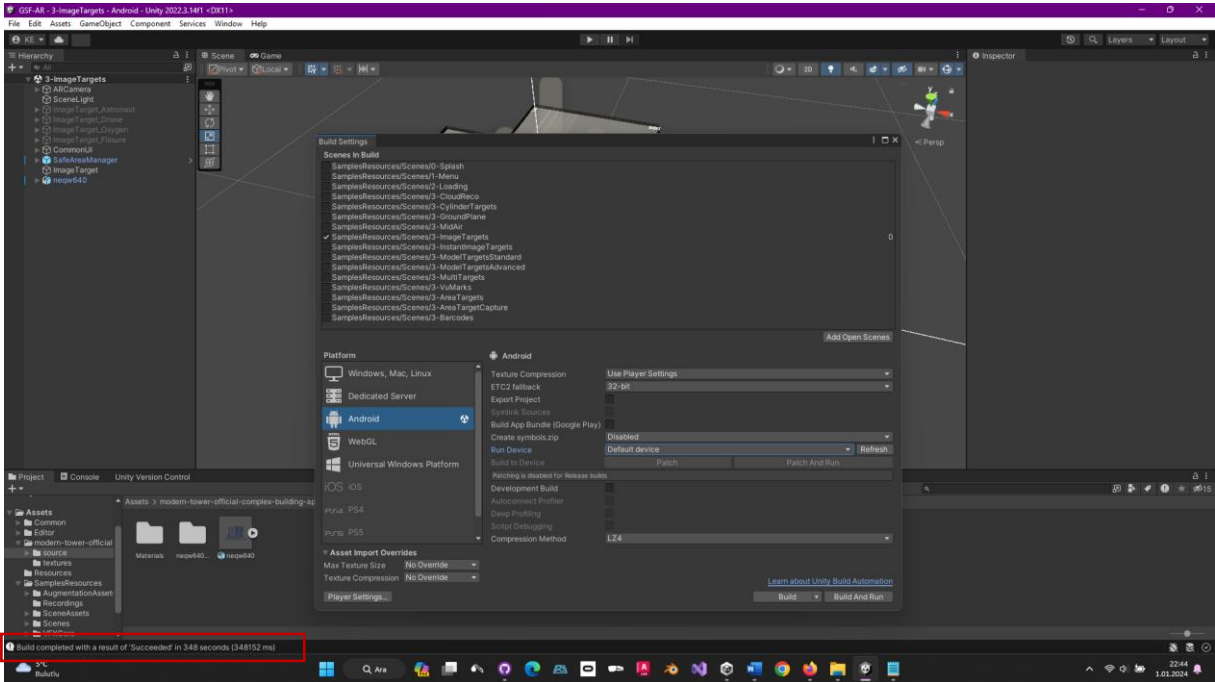 GSF-AR - 3-ImageTargets - Android - Unity 2022.3.14f1 <DX11>
File Edit Assets GameObject Component Services Window Help
KE
Layers Layout
Hierarchy
Scene Game
Inspector
All
Pivot Local
2D
3-ImageTargets
ARCamera
SceneLight
ImageTarget_Astronaut
ImageTarget_Drone
ImageTarget_Oxygen
ImageTarget_Fissure
CommonUI
SafeAreaManager
ImageTarget
neqw640
y
Persp
Build Settings
Scenes In Build
SamplesResources/Scenes/0-Splash
SamplesResources/Scenes/1-Menu
SamplesResources/Scenes/2-Loading
SamplesResources/Scenes/3-CloudReco
SamplesResources/Scenes/3-CylinderTargets
SamplesResources/Scenes/3-GroundPlane
SamplesResources/Scenes/3-MidAir
SamplesResources/Scenes/3-ImageTargets 0
SamplesResources/Scenes/3-InstantImageTargets
SamplesResources/Scenes/3-ModelTargetsStandard
SamplesResources/Scenes/3-ModelTargetsAdvanced
SamplesResources/Scenes/3-MultiTargets
SamplesResources/Scenes/3-VuMarks
SamplesResources/Scenes/3-AreaTargets
SamplesResources/Scenes/3-AreaTargetCapture
SamplesResources/Scenes/3-Barcodes
Add Open Scenes
Platform
Windows, Mac, Linux
Dedicated Server
Android
WebGL
Universal Windows Platform
iOS iOS
PS4 PS4
PS5 PS5
Android
Texture Compression Use Player Settings
ETC2 fallback 32-bit
Export Project
Symlink Sources
Build App Bundle (Google Play)
Create symbols.zip Disabled
Run Device Default device Refresh
Build to Device Patch Patch And Run
Patching is disabled for Release builds
Development Build
Autoconnect Profiler
Deep Profiling
Script Debugging
Compression Method LZ4
Asset Import Overrides
Max Texture Size No Override
Texture Compression No Override
Learn about Unity Build Automation
Player Settings...
Build Build And Run
Project Console Unity Version Control
15
Assets > modern-tower-official-complex-building-ap
Assets
Common
Editor
modern-tower-official
source
textures
Resources
SamplesResources
AugmentationAsset
Recordings
SceneAssets
Scenes
Materials neqw640... neqw640
Build completed with a result of 'Succeeded' in 348 seconds (348152 ms)
5°C
Bulutlu
Ara
22:44
1.01.2024